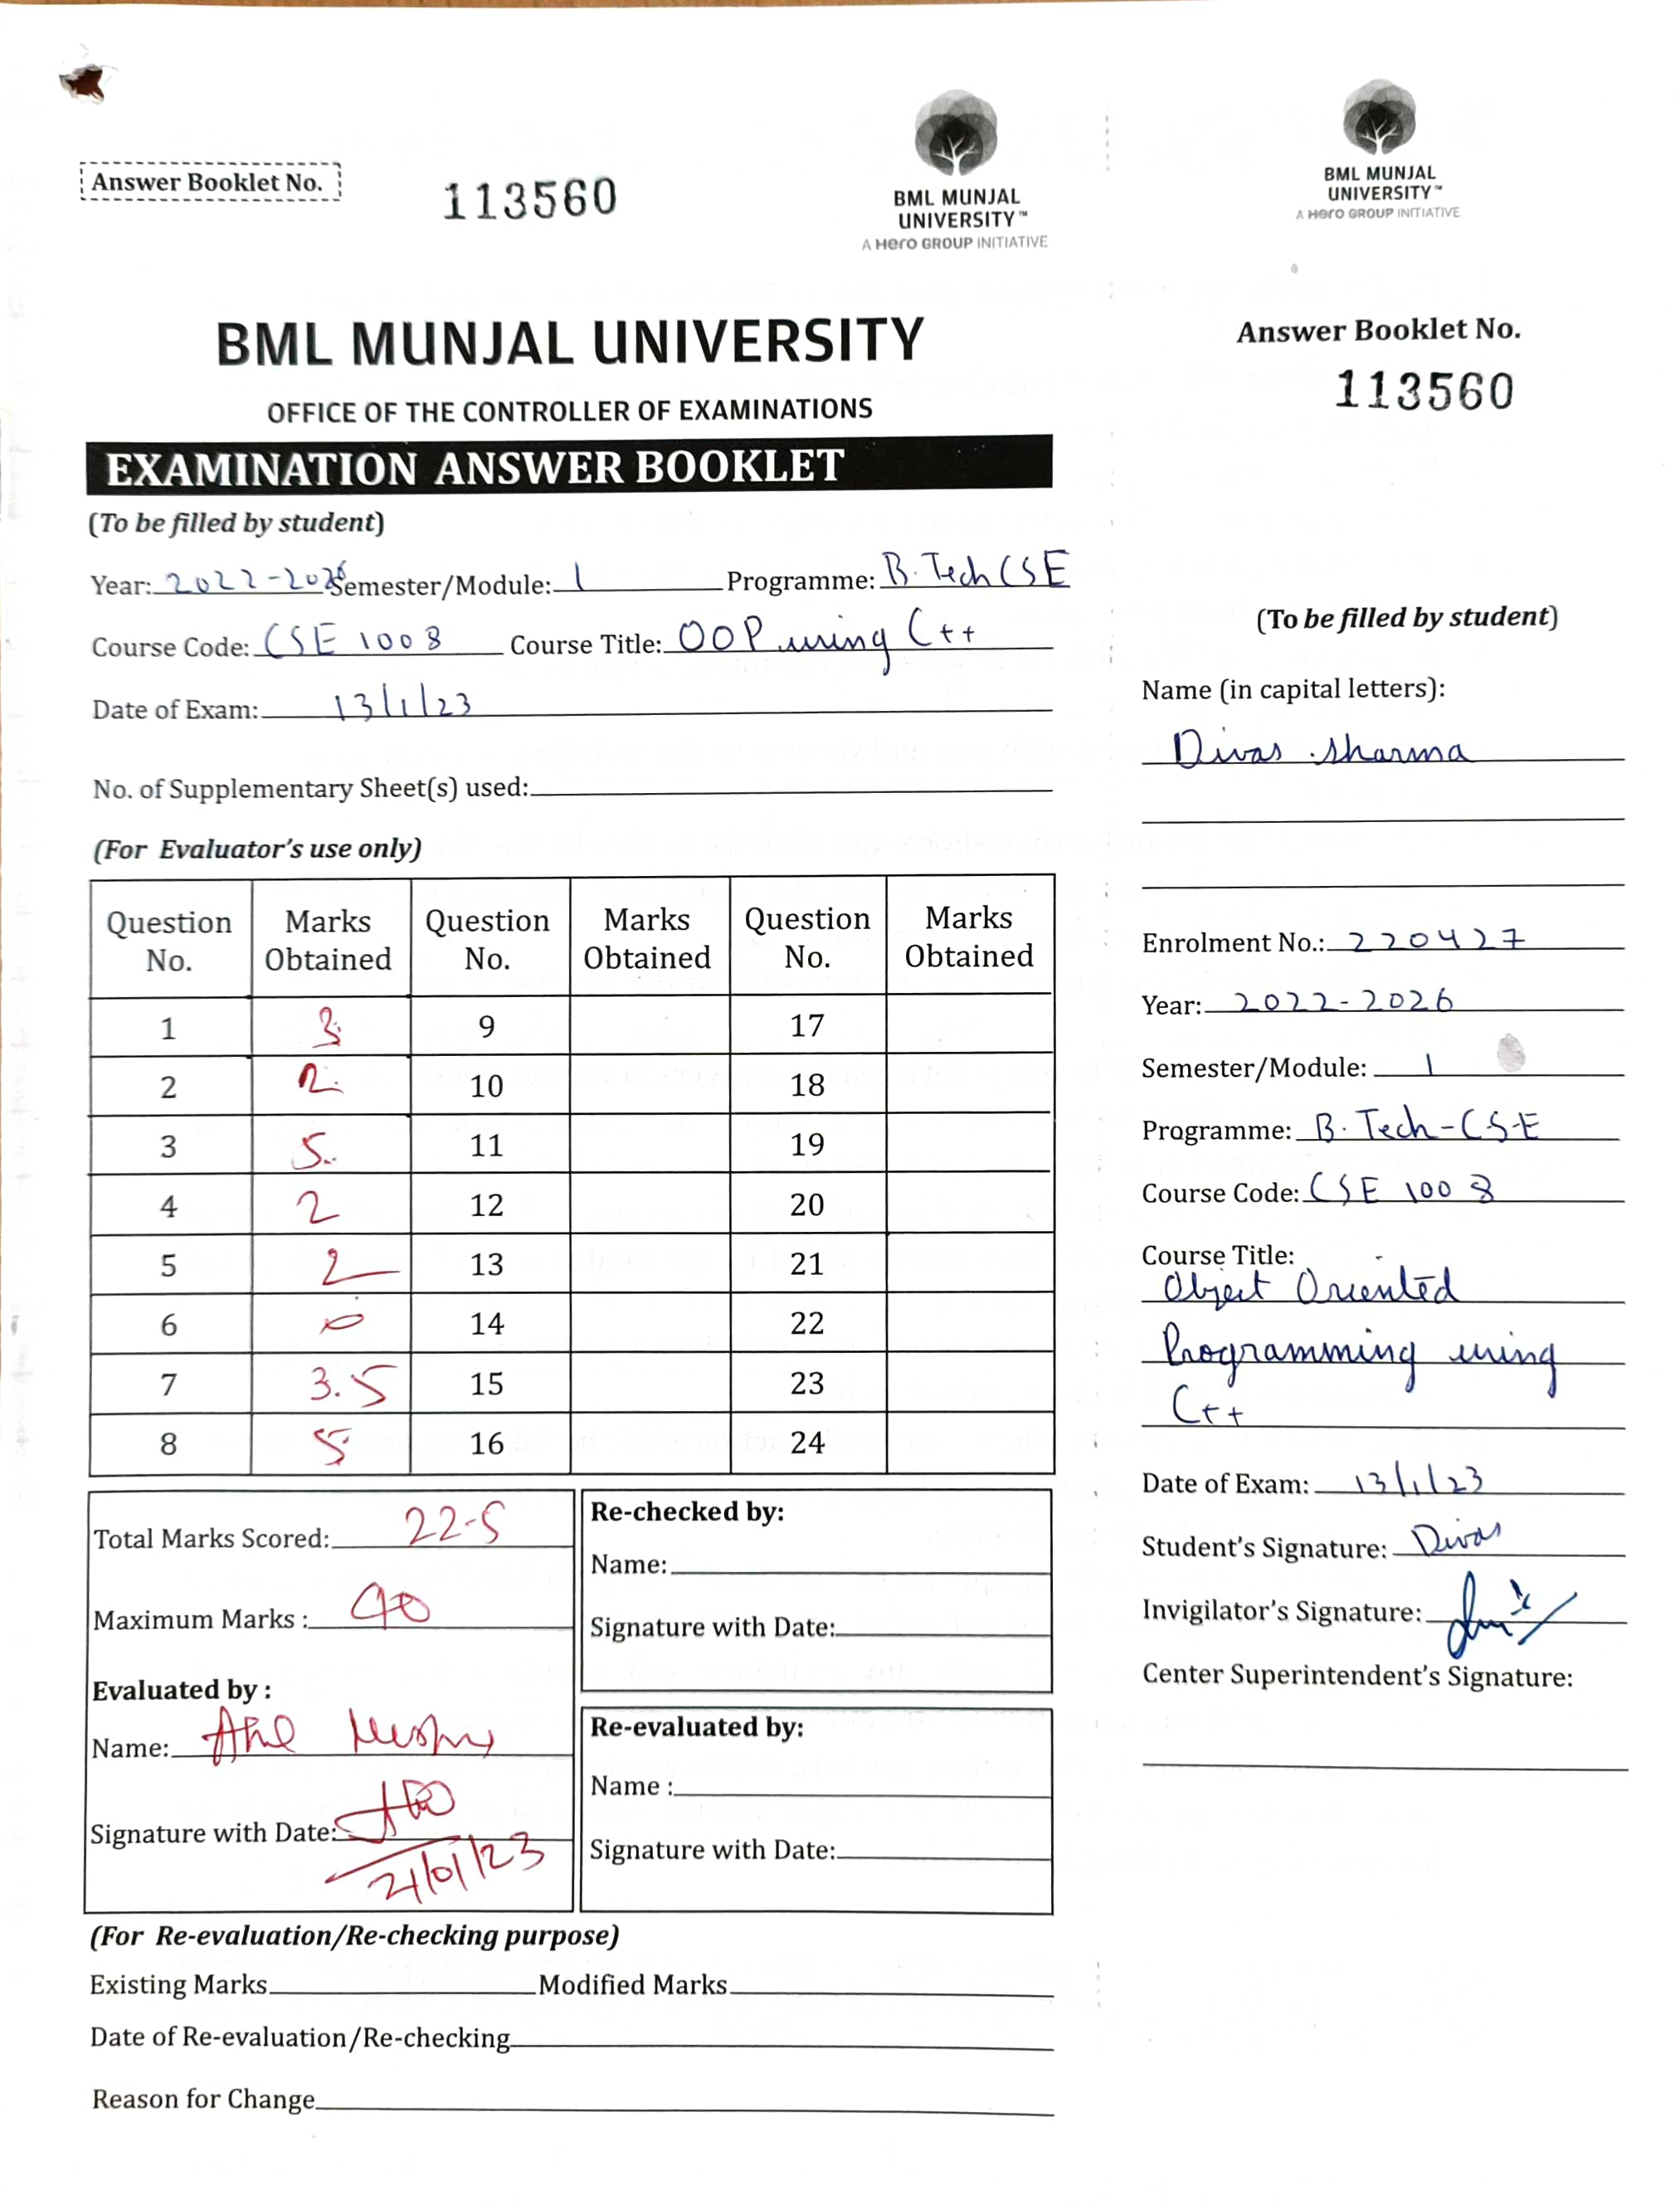 Answer Booklet No.
113560
BML MUNJAL
UNIVERSITY™
A Hero GROUP INITIATIVE
BML MUNJAL UNIVERSITY
OFFICE OF THE CONTROLLER OF EXAMINATIONS
EXAMINATION ANSWER BOOKLET
(To be filled by student)
Year: 2022-2026 Semester/Module: 1 Programme: B.Tech CSE
Course Code: CSE 1008 Course Title: OOP using C++
Date of Exam: 13/1/23
No. of Supplementary Sheet(s) used:
(For Evaluator's use only)
Question No. Marks Obtained Question No. Marks Obtained Question No. Marks Obtained
1 3 9 17
2 2 10 18
3 5 11 19
4 2 12 20
5 2 13 21
6 0 14 22
7 3.5 15 23
8 5 16 24
Total Marks Scored: 22-5
Maximum Marks : 40
Evaluated by :
Name:
Signature with Date: 21/01/23
Re-checked by:
Name:
Signature with Date:
Re-evaluated by:
Name :
Signature with Date:
(For Re-evaluation/Re-checking purpose)
Existing Marks Modified Marks
Date of Re-evaluation/Re-checking
Reason for Change
BML MUNJAL
UNIVERSITY™
A Hero GROUP INITIATIVE
Answer Booklet No.
113560
(To be filled by student)
Name (in capital letters):
Divas Sharma
Enrolment No.: 220427
Year: 2022-2026
Semester/Module: 1
Programme: B.Tech-CSE
Course Code: CSE 1008
Course Title:
Object Oriented
Programming using
C++
Date of Exam: 13/1/23
Student's Signature: Divas
Invigilator's Signature:
Center Superintendent's Signature: